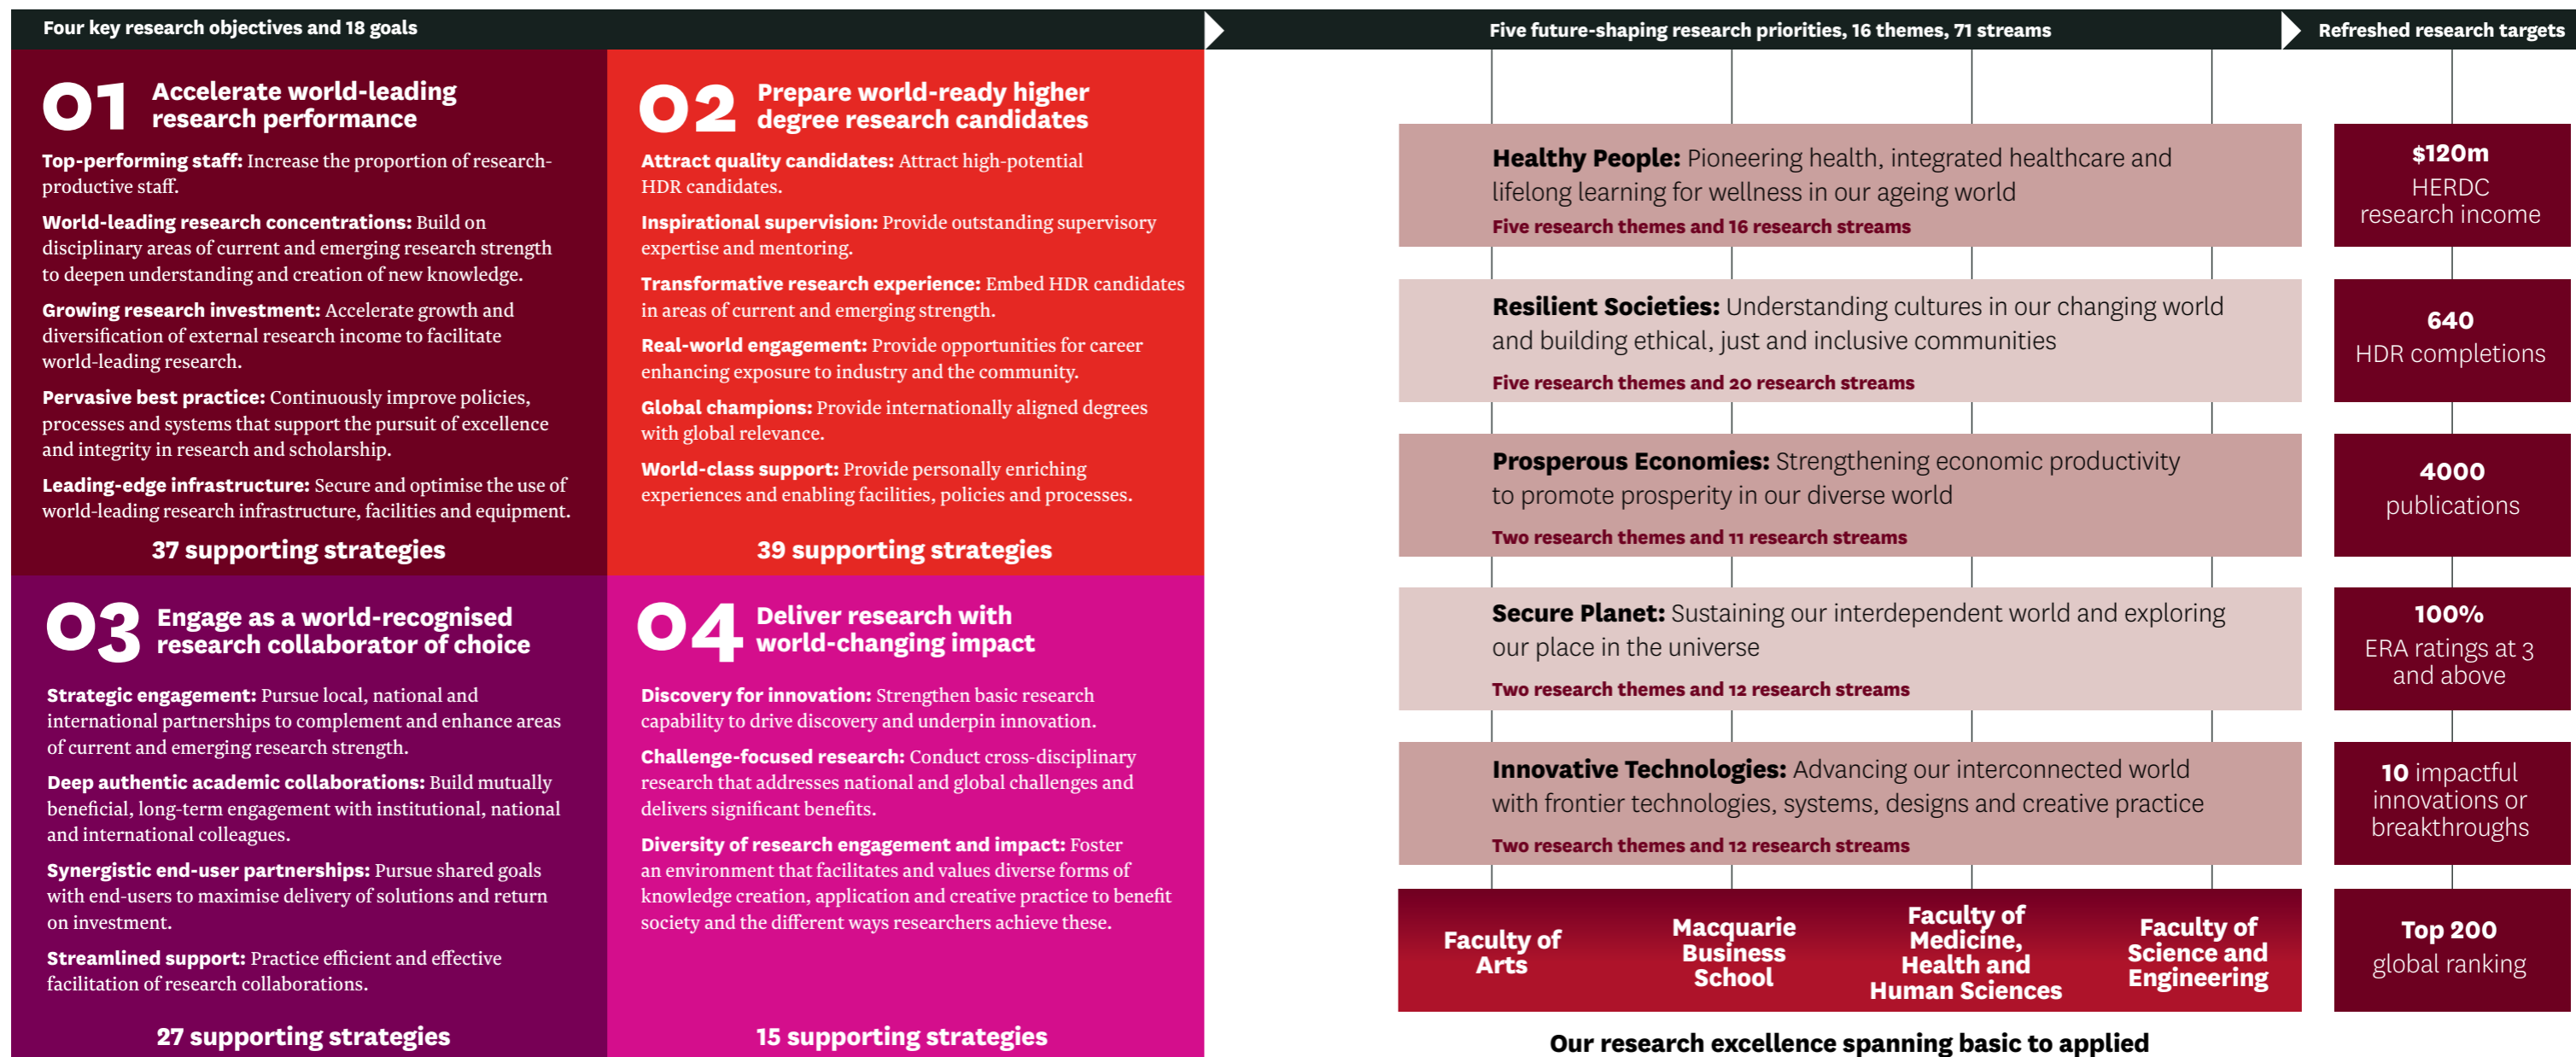 Four key research objectives and 18 goals
Five future-shaping research priorities, 16 themes, 71 streams
Refreshed research targets
01 Accelerate world-leading
research performance
Top-performing staff: Increase the proportion of research-
productive staff.
World-leading research concentrations: Build on
disciplinary areas of current and emerging research strength
to deepen understanding and creation of new knowledge.
Growing research investment: Accelerate growth and
diversification of external research income to facilitate
world-leading research.
Pervasive best practice: Continuously improve policies,
processes and systems that support the pursuit of excellence
and integrity in research and scholarship.
Leading-edge infrastructure: Secure and optimise the use of
world-leading research infrastructure, facilities and equipment.
37 supporting strategies
02 Prepare world-ready higher
degree research candidates
Attract quality candidates: Attract high-potential
HDR candidates.
Inspirational supervision: Provide outstanding supervisory
expertise and mentoring.
Transformative research experience: Embed HDR candidates
in areas of current and emerging strength.
Real-world engagement: Provide opportunities for career
enhancing exposure to industry and the community.
Global champions: Provide internationally aligned degrees
with global relevance.
World-class support: Provide personally enriching
experiences and enabling facilities, policies and processes.
39 supporting strategies
03 Engage as a world-recognised
research collaborator of choice
Strategic engagement: Pursue local, national and
international partnerships to complement and enhance areas
of current and emerging research strength.
Deep authentic academic collaborations: Build mutually
beneficial, long-term engagement with institutional, national
and international colleagues.
Synergistic end-user partnerships: Pursue shared goals
with end-users to maximise delivery of solutions and return
on investment.
Streamlined support: Practice efficient and effective
facilitation of research collaborations.
27 supporting strategies
04 Deliver research with
world-changing impact
Discovery for innovation: Strengthen basic research
capability to drive discovery and underpin innovation.
Challenge-focused research: Conduct cross-disciplinary
research that addresses national and global challenges and
delivers significant benefits.
Diversity of research engagement and impact: Foster
an environment that facilitates and values diverse forms of
knowledge creation, application and creative practice to benefit
society and the different ways researchers achieve these.
15 supporting strategies
Healthy People: Pioneering health, integrated healthcare and
lifelong learning for wellness in our ageing world
Five research themes and 16 research streams
Resilient Societies: Understanding cultures in our changing world
and building ethical, just and inclusive communities
Five research themes and 20 research streams
Prosperous Economies: Strengthening economic productivity
to promote prosperity in our diverse world
Two research themes and 11 research streams
Secure Planet: Sustaining our interdependent world and exploring
our place in the universe
Two research themes and 12 research streams
Innovative Technologies: Advancing our interconnected world
with frontier technologies, systems, designs and creative practice
Two research themes and 12 research streams
Faculty of
Arts
Macquarie
Business
School
Faculty of
Medicine,
Health and
Human Sciences
Faculty of
Science and
Engineering
Our research excellence spanning basic to applied
$120m
HERDC
research income
640
HDR completions
4000
publications
100%
ERA ratings at 3
and above
10 impactful
innovations or
breakthroughs
Top 200
global ranking